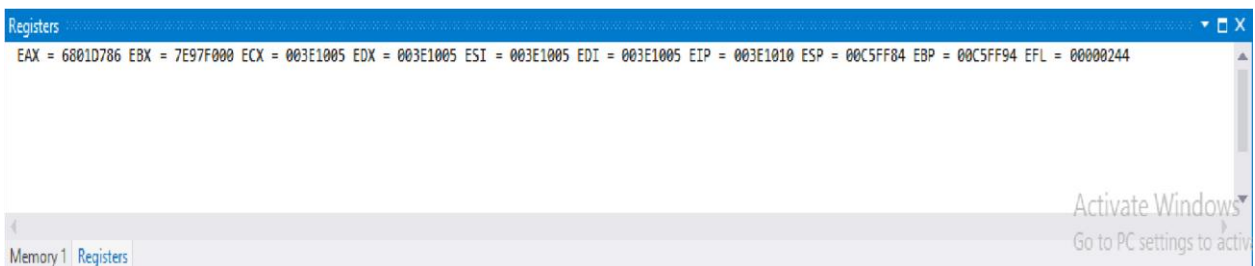 Registers
EAX = 6801D786 EBX = 7E97F000 ECX = 003E1005 EDX = 003E1005 ESI = 003E1005 EDI = 003E1005 EIP = 003E1010 ESP = 00C5FF84 EBP = 00C5FF94 EFL = 00000244
Activate Windows
Go to PC settings to activ
Memory 1 Registers